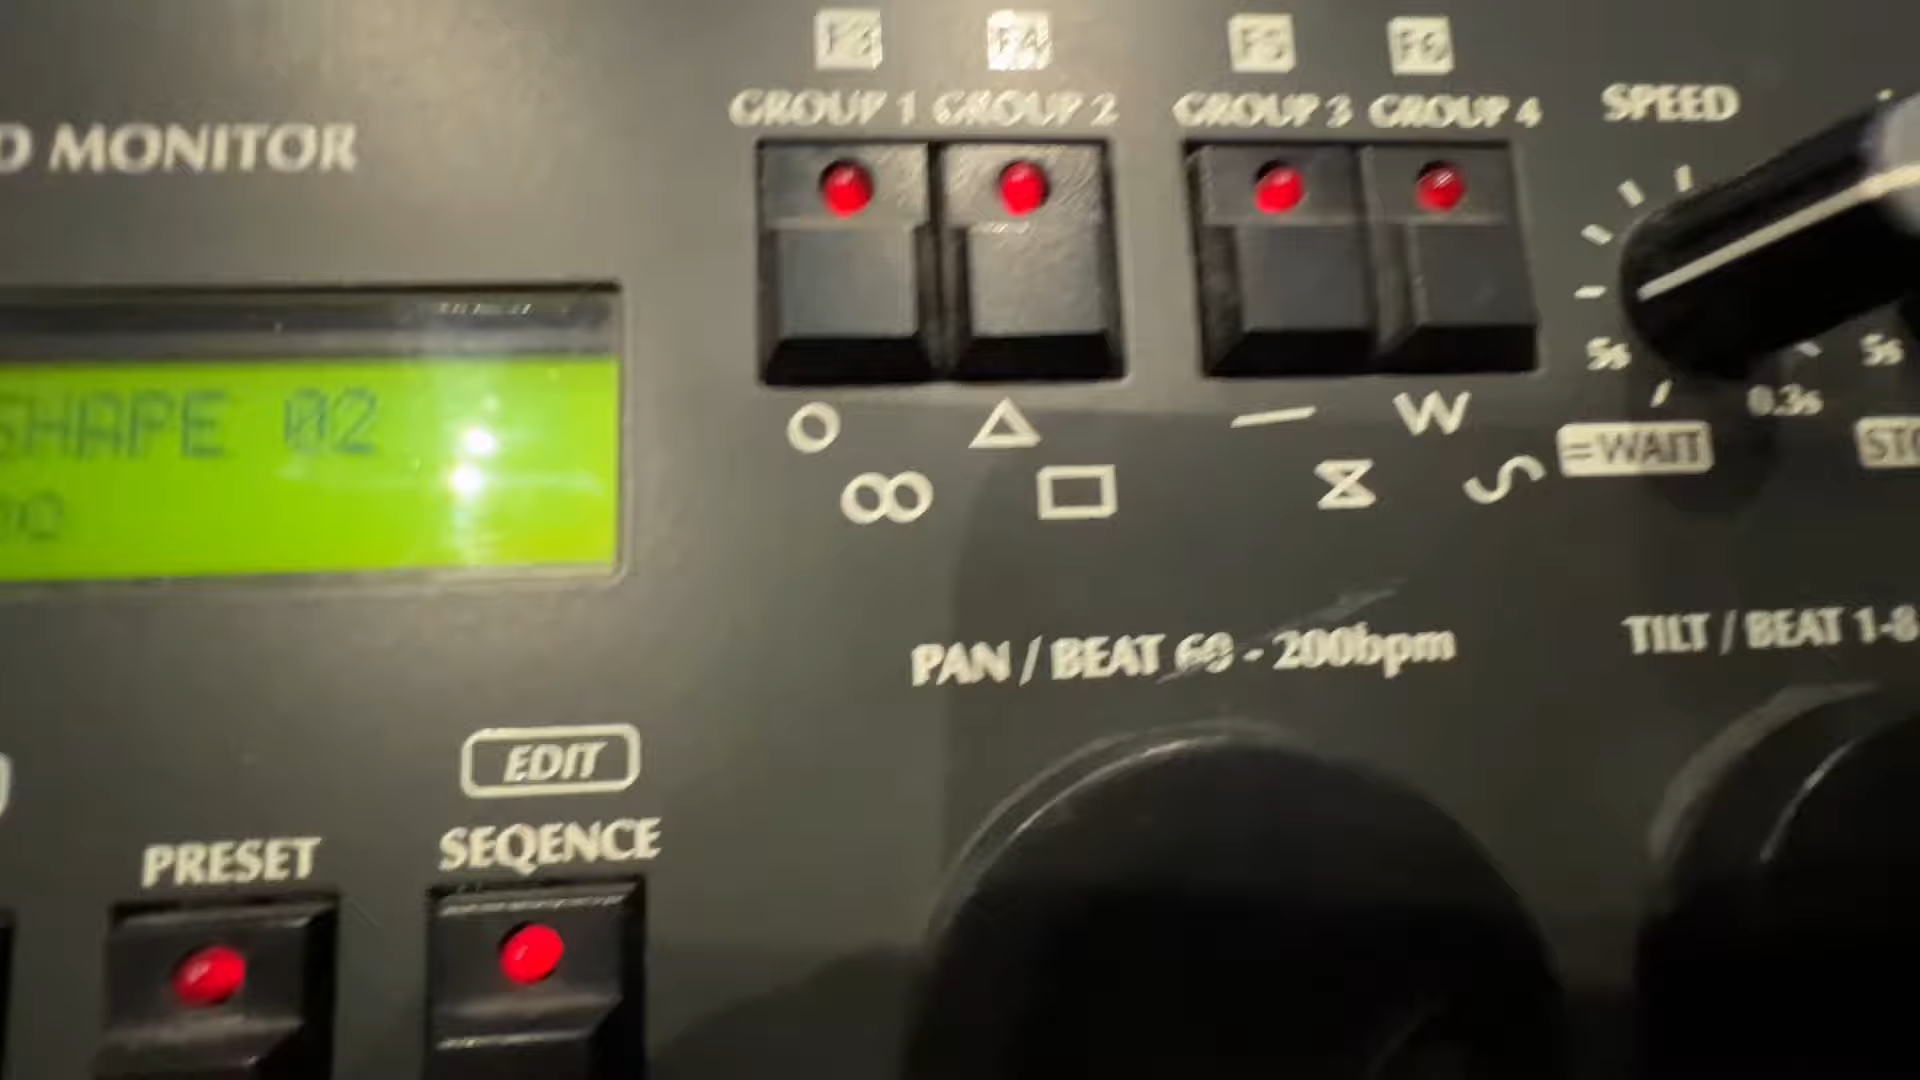 F3 F4 F5 F6
GROUP 1 GROUP 2 GROUP 3 GROUP 4 SPEED
D MONITOR
SHAPE 02
5s 0.3s 5s
=WAIT STO
W
PAN / BEAT 60 - 200bpm
TILT / BEAT 1-8
EDIT
PRESET SEQENCE